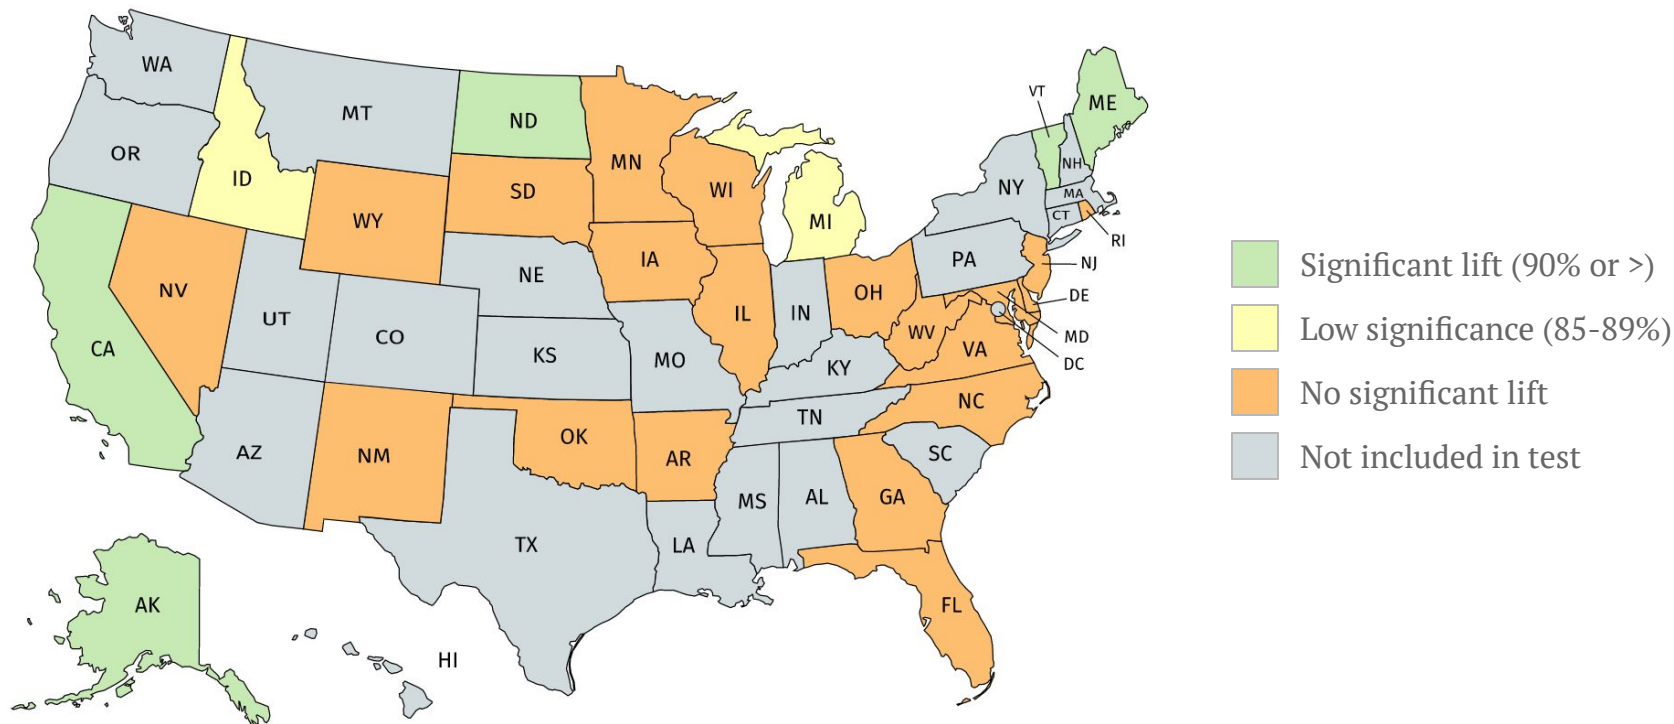 WA
MT
ND
MN
VT
ME
OR
ID
WY
SD
WI
MI
NY
NH
MA
CT
RI
NV
UT
CO
NE
IA
IL
IN
OH
PA
NJ
DE
MD
DC
CA
KS
MO
KY
WV
VA
AZ
NM
OK
AR
TN
NC
SC
TX
LA
MS
AL
GA
FL
AK
HI
Significant lift (90% or >)
Low significance (85-89%)
No significant lift
Not included in test